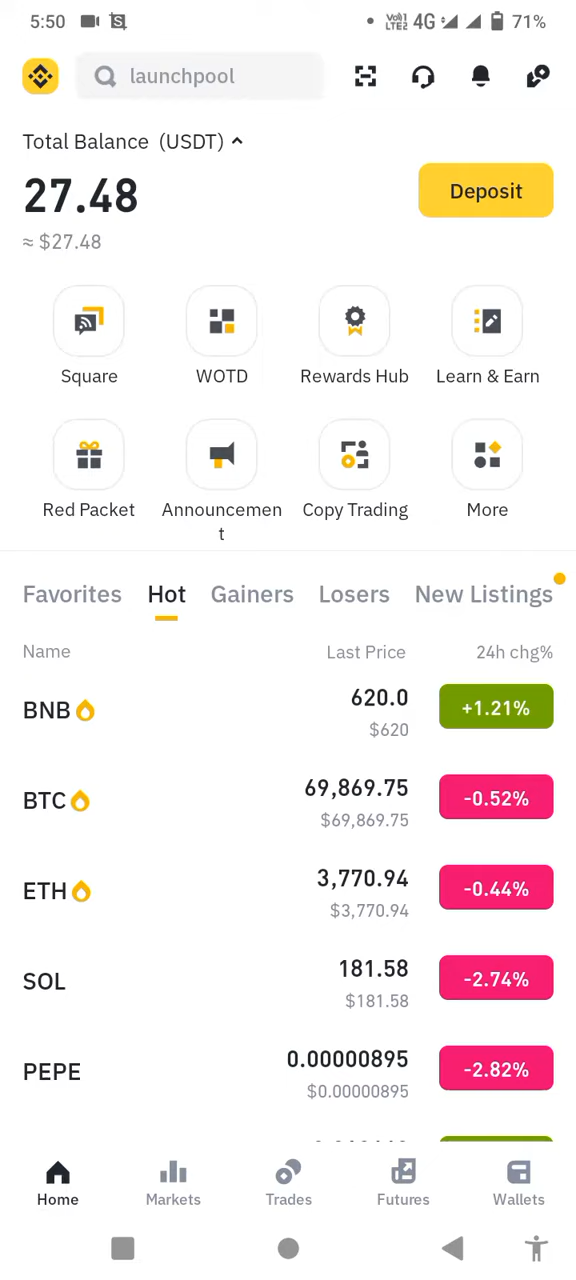 5:50 4G 71%
launchpool
Total Balance (USDT)
27.48
Deposit
≈ $27.48
Square WOTD Rewards Hub Learn & Earn
Red Packet Announcemen Copy Trading More
t
Favorites Hot Gainers Losers New Listings
Name Last Price 24h chg%
BNB 620.0 +1.21%
$620
BTC 69,869.75 -0.52%
$69,869.75
ETH 3,770.94 -0.44%
$3,770.94
SOL 181.58 -2.74%
$181.58
PEPE 0.00000895 -2.82%
$0.00000895
Home Markets Trades Futures Wallets